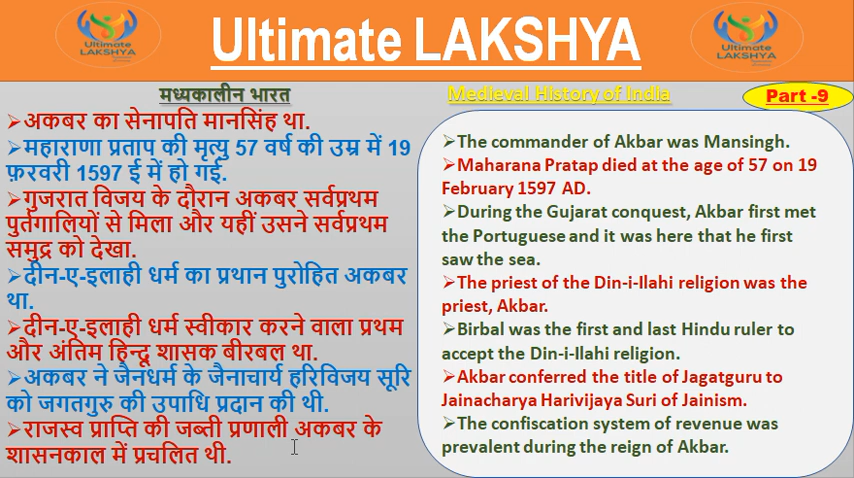 Ultimate LAKSHYA
Ultimate
LAKSHYA
Ultimate
LAKSHYA
मध्यकालीन भारत
➢अकबर का सेनापति मानसिंह था.
➢महाराणा प्रताप की मृत्यु 57 वर्ष की उम्र में 19
फ़रवरी 1597 ई में हो गई.
➢गुजरात विजय के दौरान अकबर सर्वप्रथम
पुर्तगालियों से मिला और यहीं उसने सर्वप्रथम
समुद्र को देखा.
➢दीन-ए-इलाही धर्म का प्रधान पुरोहित अकबर
था.
➢दीन-ए-इलाही धर्म स्वीकार करने वाला प्रथम
और अंतिम हिन्दू शासक बीरबल था.
➢अकबर ने जैनधर्म के जैनाचार्य हरिविजय सूरि
को जगतगुरु की उपाधि प्रदान की थी.
➢राजस्व प्राप्ति की जब्ती प्रणाली अकबर के
शासनकाल में प्रचलित थी.
Medieval History of India
Part -9
➢The commander of Akbar was Mansingh.
➢Maharana Pratap died at the age of 57 on 19
February 1597 AD.
➢During the Gujarat conquest, Akbar first met
the Portuguese and it was here that he first
saw the sea.
➢The priest of the Din-i-Ilahi religion was the
priest, Akbar.
➢Birbal was the first and last Hindu ruler to
accept the Din-i-Ilahi religion.
➢Akbar conferred the title of Jagatguru to
Jainacharya Harivijaya Suri of Jainism.
➢The confiscation system of revenue was
prevalent during the reign of Akbar.